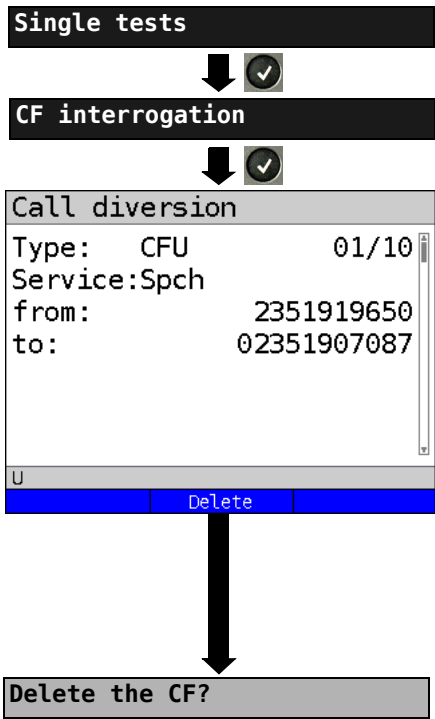 Single tests
CF interrogation
Call diversion
Type: CFU 01/10
Service:Spch
from: 2351919650
to: 02351907087
U
Delete
Delete the CF?